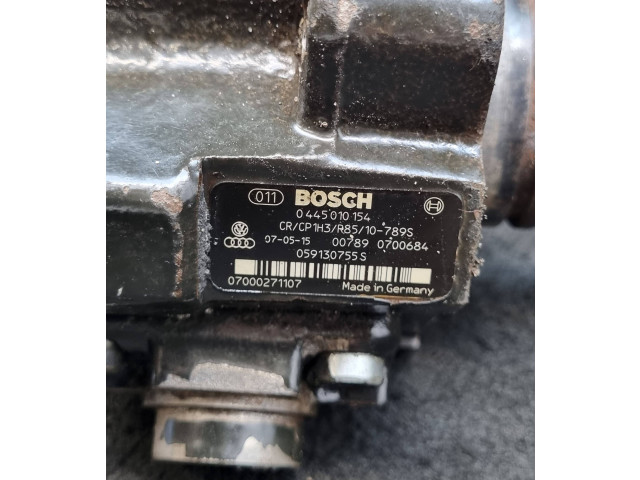 011 BOSCH
0 445 010 154
CR/CP1H3/R85/10-789S
07-05-15 00789 0700684
059130755 S
07000271107 Made in Germany